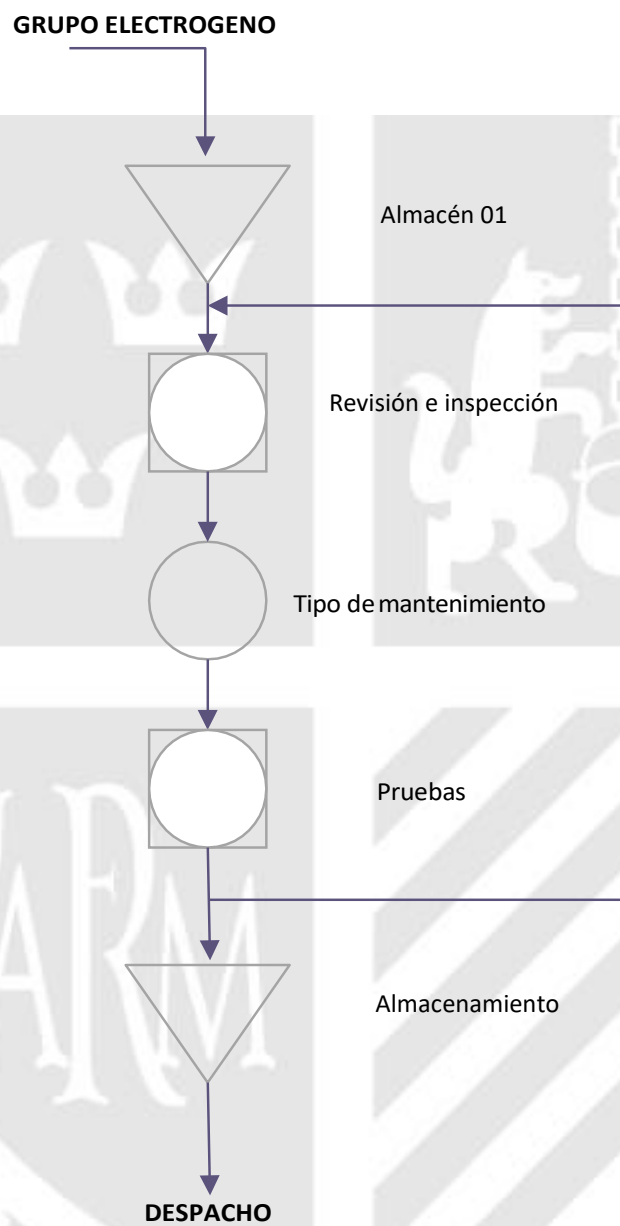 GRUPO ELECTROGENO
Almacén 01
Revisión e inspección
Tipo de mantenimiento
Pruebas
Almacenamiento
DESPACHO